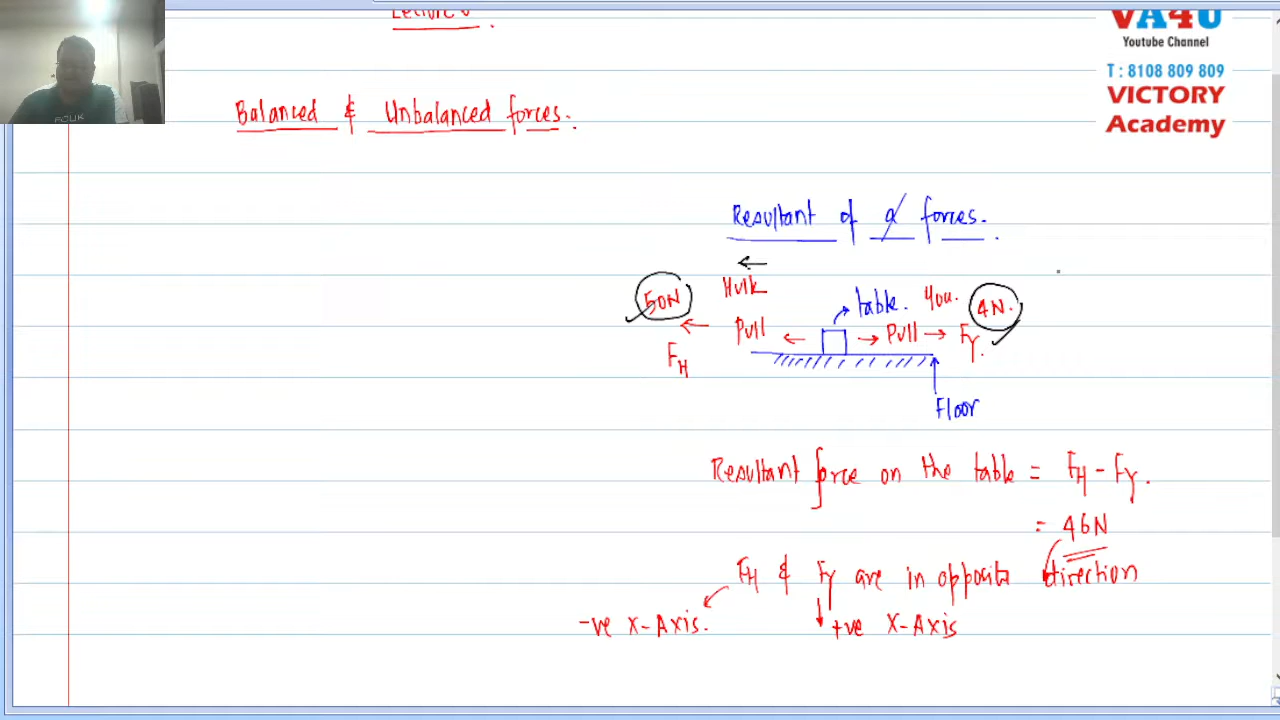 Lecture
VA4U
Youtube Channel
T : 8108 809 809
VICTORY
Academy
Balanced & Unbalanced forces.
Resultant of a forces.
50N
Hulk
table.
You.
4N.
Pull
Pull
FH
FY.
Floor
Resultant force on the table = FH - FY.
= 46N
FH & FY are in opposite direction
-ve X-Axis.
+ve X-Axis